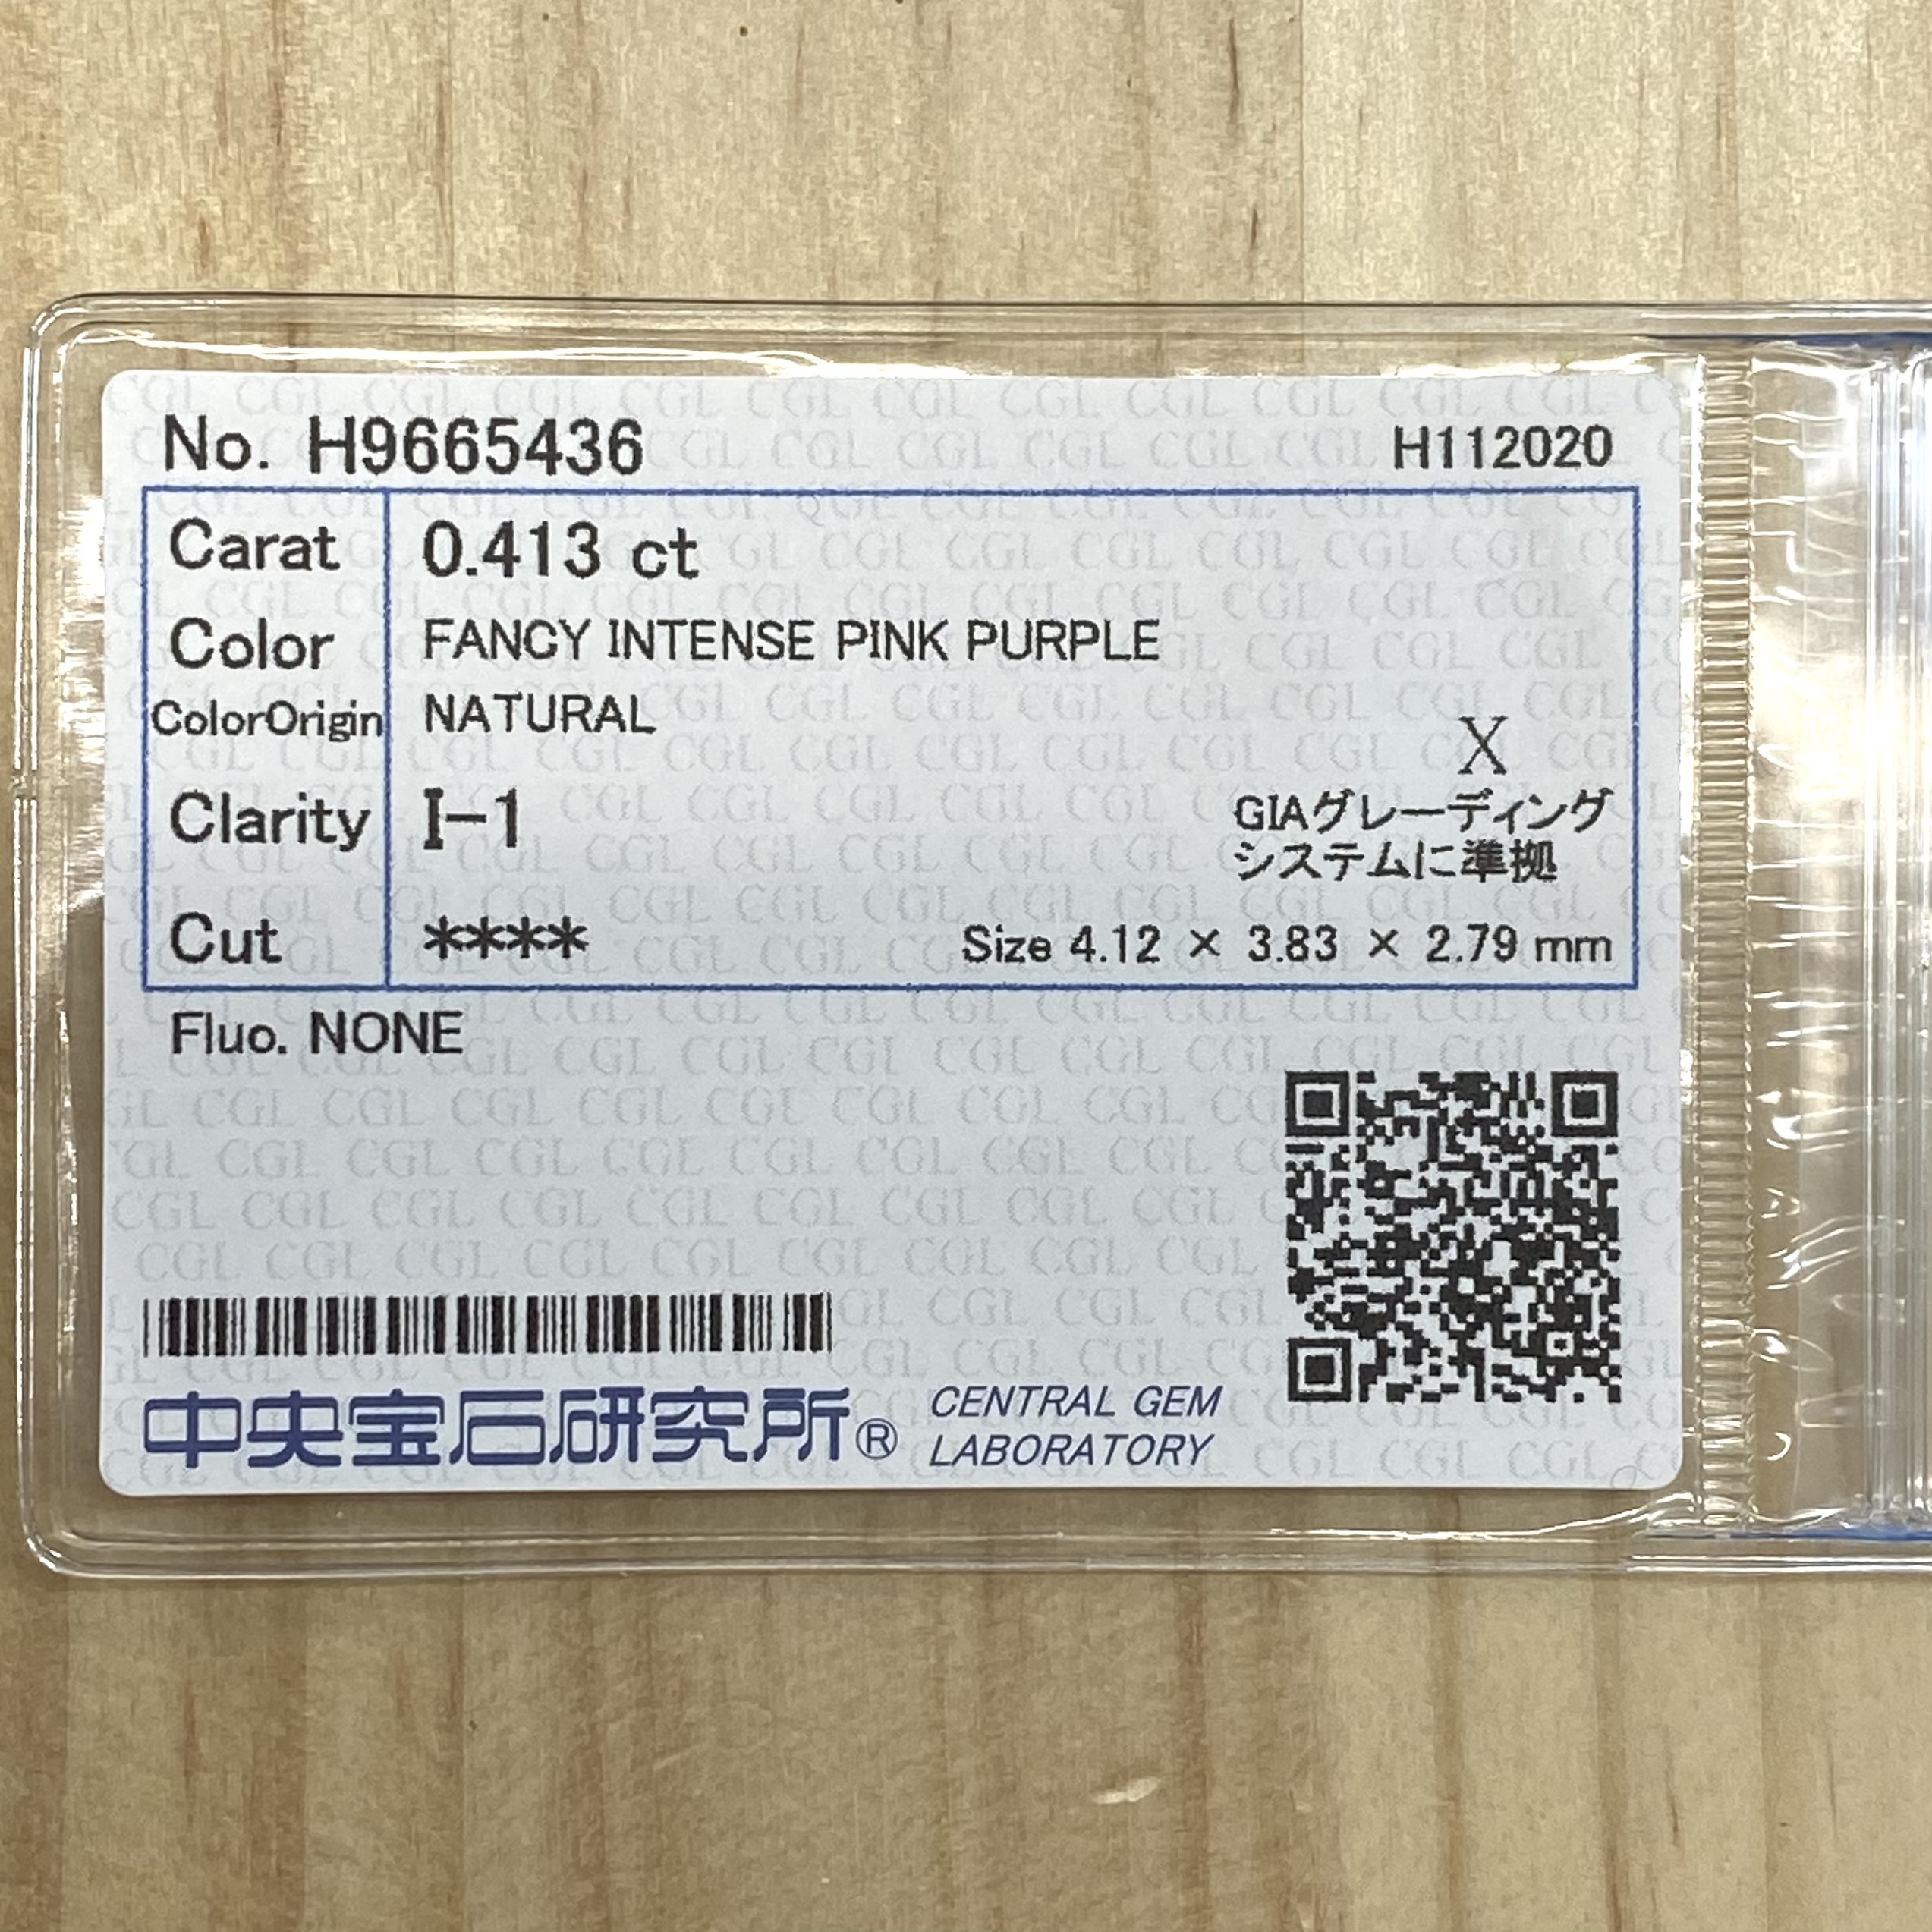 No. H9665436 H112020
Carat 0.413 ct
Color FANCY INTENSE PINK PURPLE
ColorOrigin NATURAL
X
Clarity I-1 GIAグレーディング
システムに準拠
Cut **** Size 4.12 × 3.83 × 2.79 mm
Fluo. NONE
中央宝石研究所® CENTRAL GEM
LABORATORY